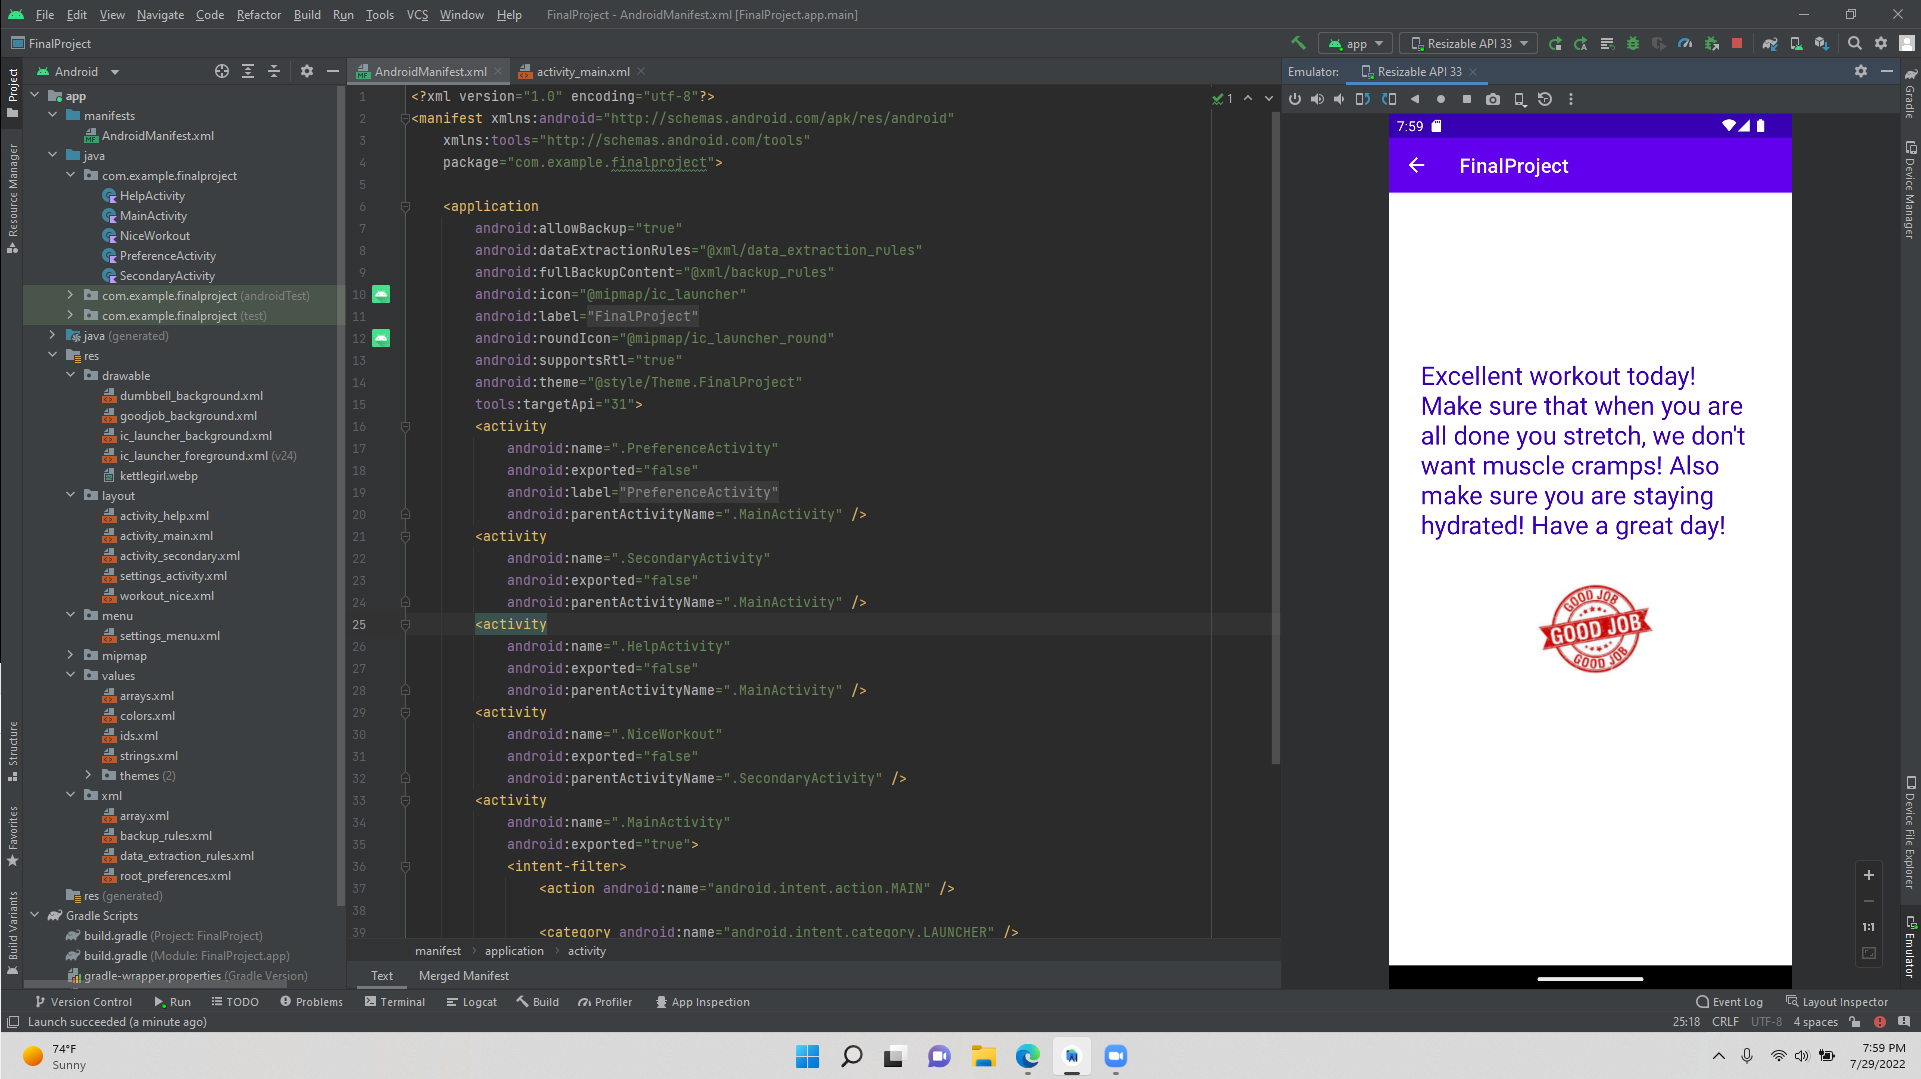 File Edit View Navigate Code Refactor Build Run Tools VCS Window Help FinalProject - AndroidManifest.xml [FinalProject.app.main]
FinalProject
app
Resizable API 33
Android
AndroidManifest.xml
activity_main.xml
Emulator: Resizable API 33
Project
Resource Manager
Structure
Favorites
Build Variants
app
manifests
AndroidManifest.xml
java
com.example.finalproject
HelpActivity
MainActivity
NiceWorkout
PreferenceActivity
SecondaryActivity
com.example.finalproject (androidTest)
com.example.finalproject (test)
java (generated)
res
drawable
dumbbell_background.xml
goodjob_background.xml
ic_launcher_background.xml
ic_launcher_foreground.xml (v24)
kettlegirl.webp
layout
activity_help.xml
activity_main.xml
activity_secondary.xml
settings_activity.xml
workout_nice.xml
menu
settings_menu.xml
mipmap
values
arrays.xml
colors.xml
ids.xml
strings.xml
themes (2)
xml
array.xml
backup_rules.xml
data_extraction_rules.xml
root_preferences.xml
res (generated)
Gradle Scripts
build.gradle (Project: FinalProject)
build.gradle (Module: FinalProject.app)
gradle-wrapper.properties (Gradle Version)
1 <?xml version="1.0" encoding="utf-8"?>
2 <manifest xmlns:android="http://schemas.android.com/apk/res/android"
3 xmlns:tools="http://schemas.android.com/tools"
4 package="com.example.finalproject">
5
6 <application
7 android:allowBackup="true"
8 android:dataExtractionRules="@xml/data_extraction_rules"
9 android:fullBackupContent="@xml/backup_rules"
10 android:icon="@mipmap/ic_launcher"
11 android:label="FinalProject"
12 android:roundIcon="@mipmap/ic_launcher_round"
13 android:supportsRtl="true"
14 android:theme="@style/Theme.FinalProject"
15 tools:targetApi="31">
16 <activity
17 android:name=".PreferenceActivity"
18 android:exported="false"
19 android:label="PreferenceActivity"
20 android:parentActivityName=".MainActivity" />
21 <activity
22 android:name=".SecondaryActivity"
23 android:exported="false"
24 android:parentActivityName=".MainActivity" />
25 <activity
26 android:name=".HelpActivity"
27 android:exported="false"
28 android:parentActivityName=".MainActivity" />
29 <activity
30 android:name=".NiceWorkout"
31 android:exported="false"
32 android:parentActivityName=".SecondaryActivity" />
33 <activity
34 android:name=".MainActivity"
35 android:exported="true">
36 <intent-filter>
37 <action android:name="android.intent.action.MAIN" />
38
39 <category android:name="android.intent.category.LAUNCHER" />
1
manifest › application › activity
Text Merged Manifest
7:59
FinalProject
Excellent workout today!
Make sure that when you are
all done you stretch, we don't
want muscle cramps! Also
make sure you are staying
hydrated! Have a great day!
GOOD JOB
GOOD JOB
GOOD JOB
1:1
Gradle
Device Manager
Device File Explorer
Emulator
Version Control Run TODO Problems Terminal Logcat Build Profiler App Inspection Event Log Layout Inspector
Launch succeeded (a minute ago) 25:18 CRLF UTF-8 4 spaces
74°F
Sunny
7:59 PM
7/29/2022